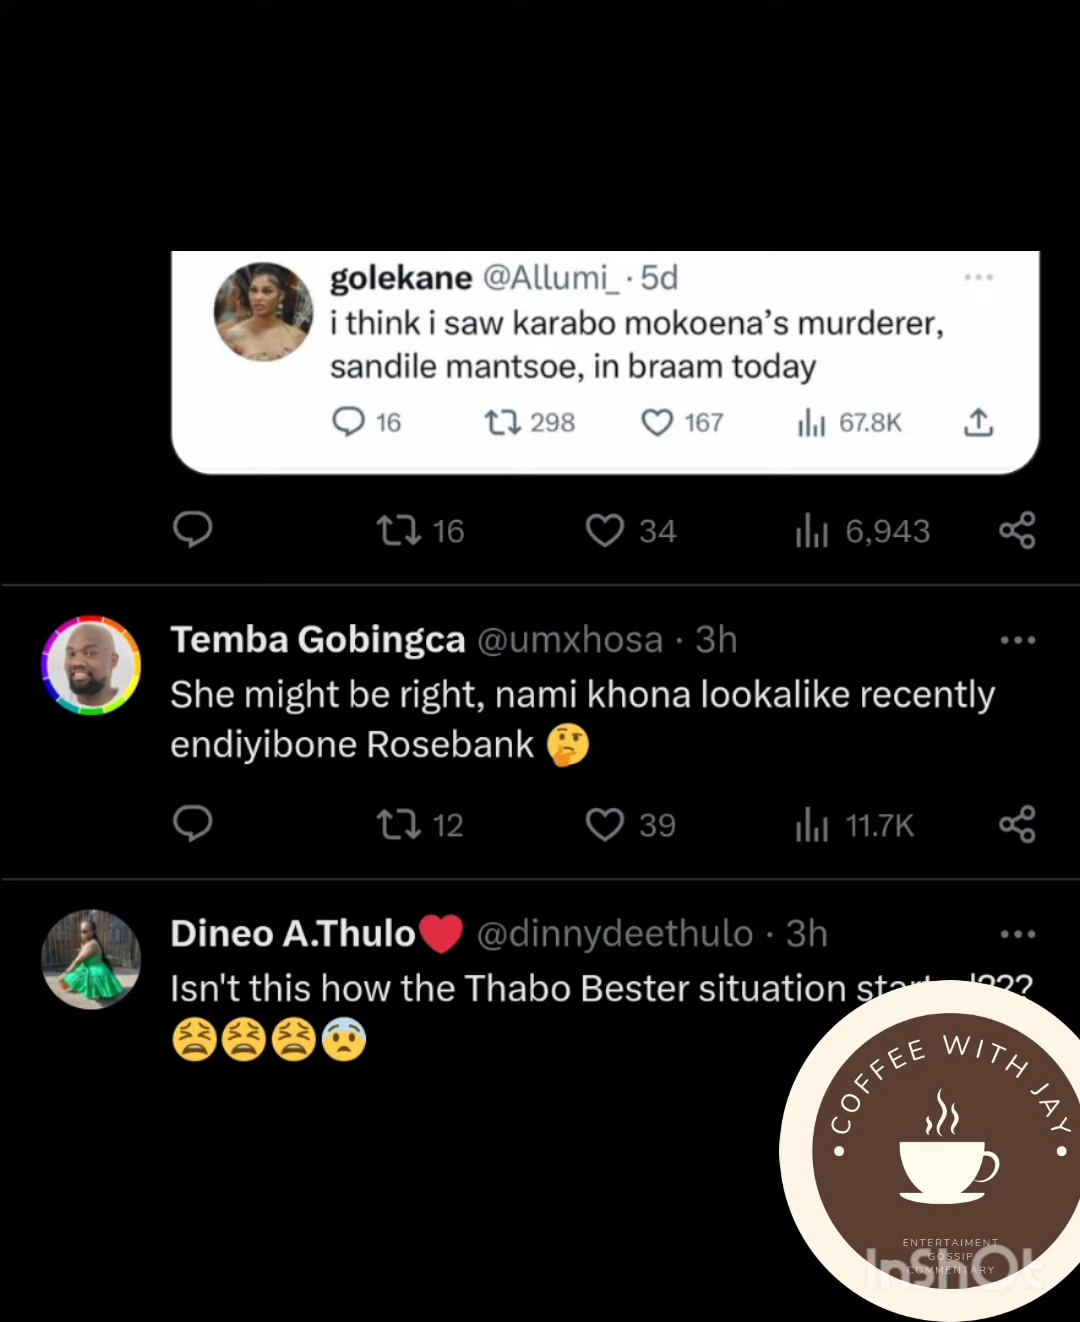 golekane @Allumi_ · 5d
i think i saw karabo mokoena's murderer,
sandile mantsoe, in braam today
16 298 167 67.8K
16 34 6,943
Temba Gobingca @umxhosa · 3h
She might be right, nami khona lookalike recently
endiyibone Rosebank 🤔
12 39 11.7K
Dineo A.Thulo❤️ @dinnydeethulo · 3h
Isn't this how the Thabo Bester situation ???
😫😫😫😰
COFFEE WITH JAY
ENTERTAIMENT
GOSSIP
COMMENTARY
InShOt